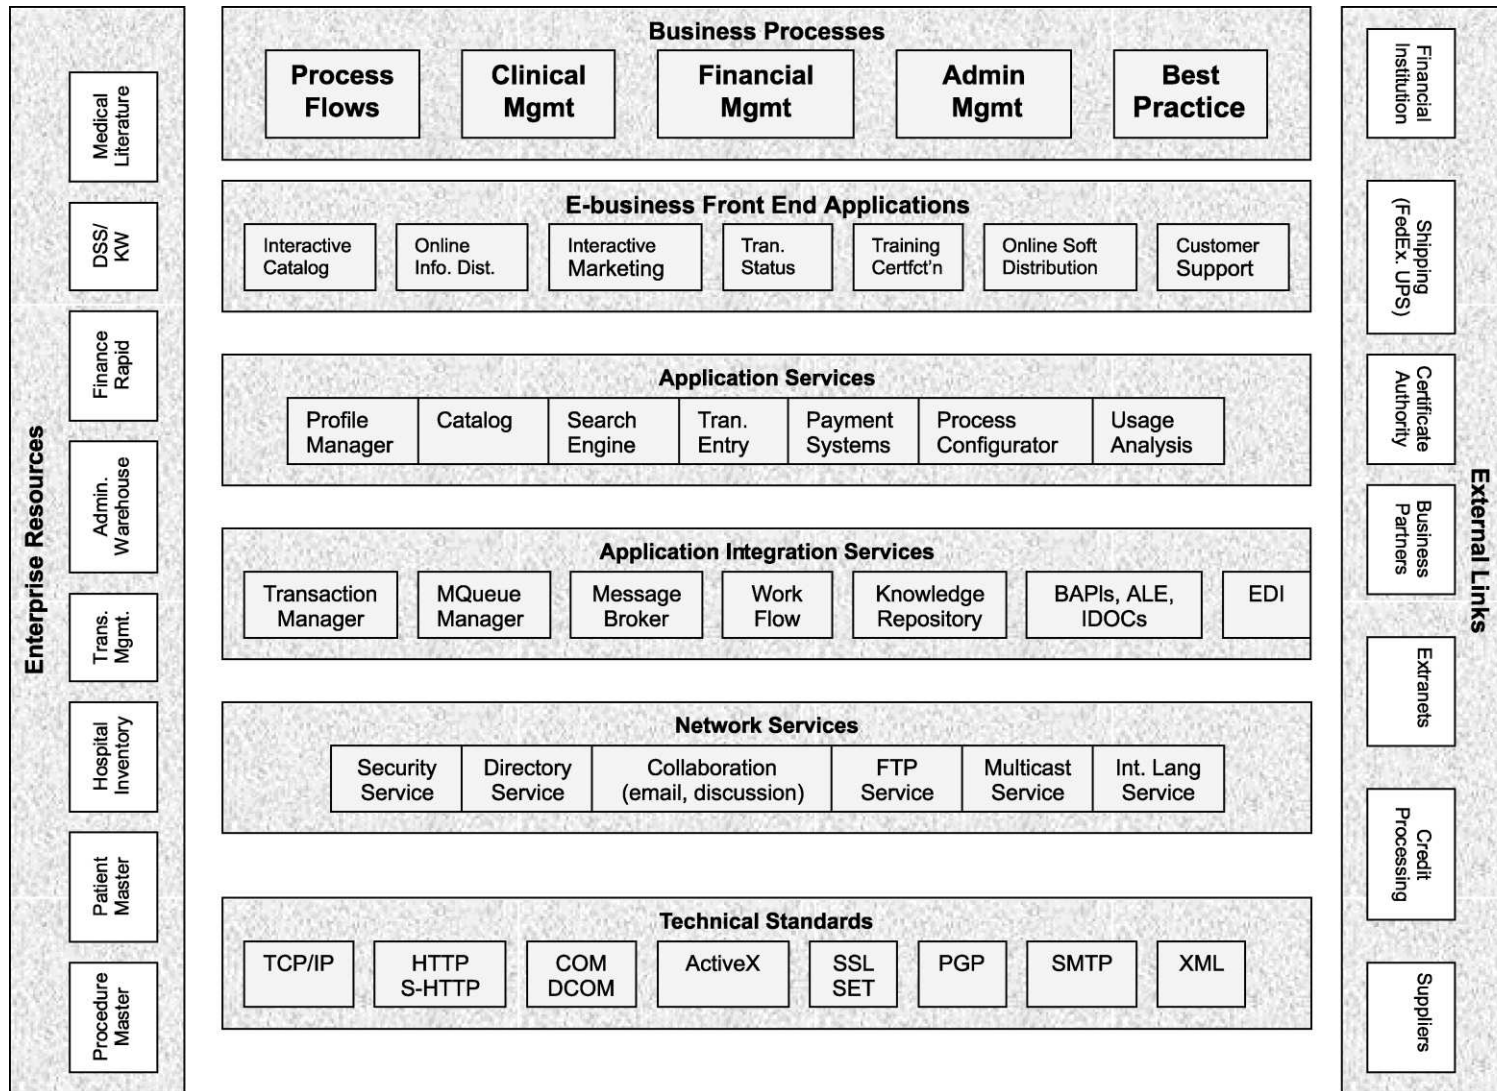 Enterprise Resources
Medical
Literature
DSS/
KW
Finance
Rapid
Admin.
Warehouse
Trans.
Mgmt.
Hospital
Inventory
Patient
Master
Procedure
Master
Business Processes
Process
Flows
Clinical
Mgmt
Financial
Mgmt
Admin
Mgmt
Best
Practice
E-business Front End Applications
Interactive
Catalog
Online
Info. Dist.
Interactive
Marketing
Tran.
Status
Training
Certfct'n
Online Soft
Distribution
Customer
Support
Application Services
Profile
Manager
Catalog
Search
Engine
Tran.
Entry
Payment
Systems
Process
Configurator
Usage
Analysis
Application Integration Services
Transaction
Manager
MQueue
Manager
Message
Broker
Work
Flow
Knowledge
Repository
BAPIs, ALE,
IDOCs
EDI
Network Services
Security
Service
Directory
Service
Collaboration
(email, discussion)
FTP
Service
Multicast
Service
Int. Lang
Service
Technical Standards
TCP/IP
HTTP
S-HTTP
COM
DCOM
ActiveX
SSL
SET
PGP
SMTP
XML
External Links
Financial
Institution
Shipping
(FedEx. UPS)
Certificate
Authority
Business
Partners
Extranets
Credit
Processing
Suppliers